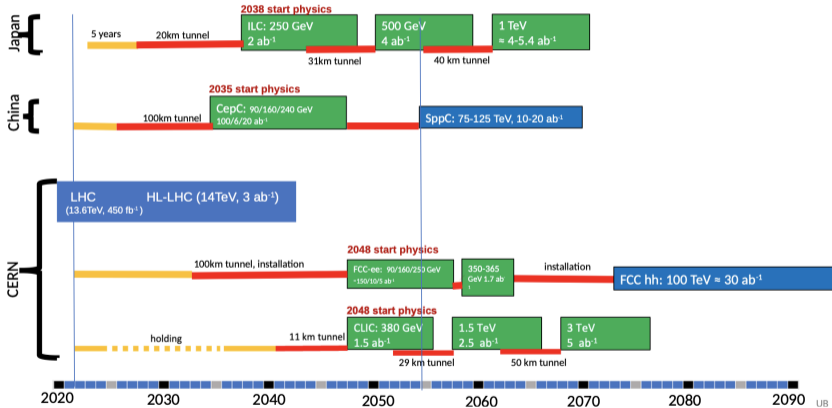 2038 start physics
Japan
5 years
20km tunnel
ILC: 250 GeV
2 ab-¹
500 GeV
4 ab-¹
1 TeV
≈ 4-5.4 ab-¹
31km tunnel
40 km tunnel
2035 start physics
China
100km tunnel
CepC: 90/160/240 GeV
100/6/20 ab-¹
SppC: 75-125 TeV, 10-20 ab-¹
CERN
LHC HL-LHC (14TeV, 3 ab-¹)
(13.6TeV, 450 fb-¹)
2048 start physics
100km tunnel, installation
FCC-ee: 90/160/250 GeV
~150/10/5 ab-¹
350-365
GeV 1.7 ab-
1
installation
FCC hh: 100 TeV ≈ 30 ab-¹
2048 start physics
holding
11 km tunnel
CLIC: 380 GeV
1.5 ab-¹
1.5 TeV
2.5 ab-¹
3 TeV
5 ab-¹
29 km tunnel
50 km tunnel
2020 2030 2040 2050 2060 2070 2080 2090
UB